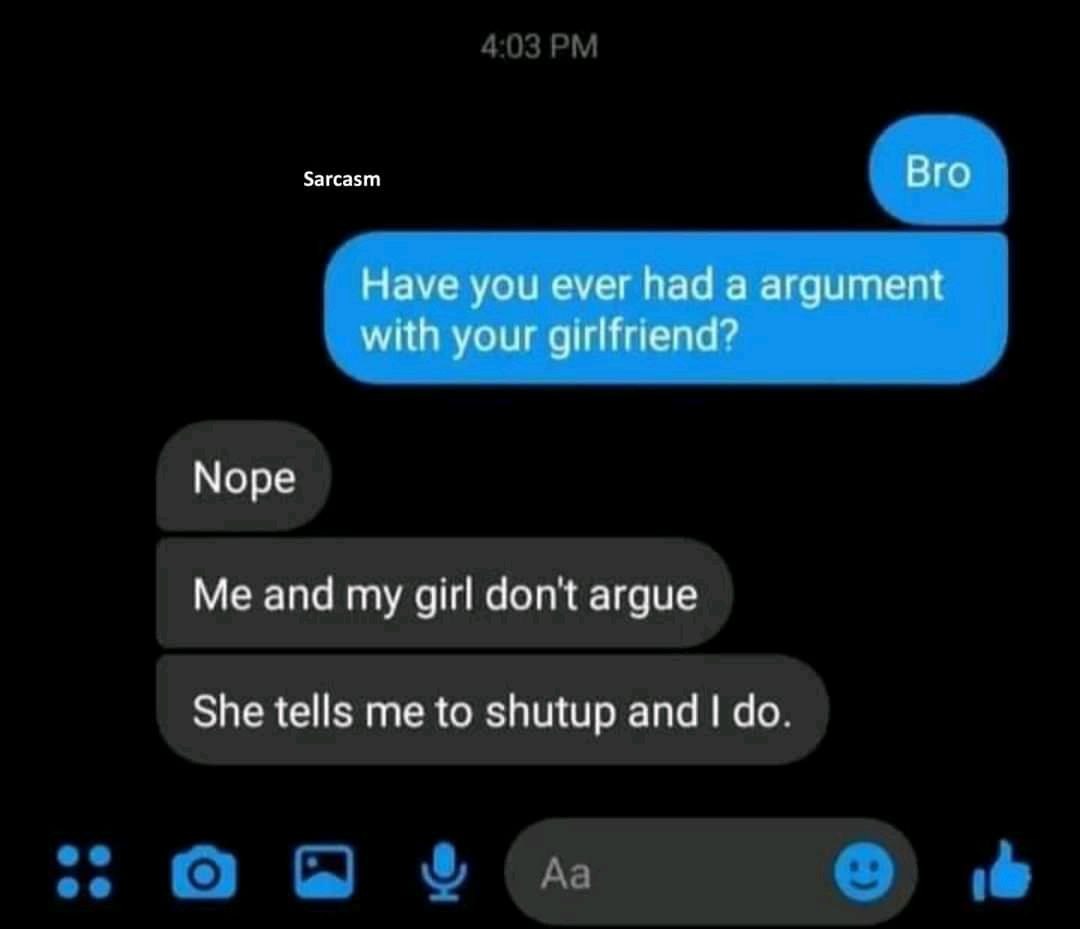 4:03 PM
Bro
Sarcasm
Have you ever had a argument
with your girlfriend?
Nope
Me and my girl don't argue
She tells me to shutup and I do.
Aa